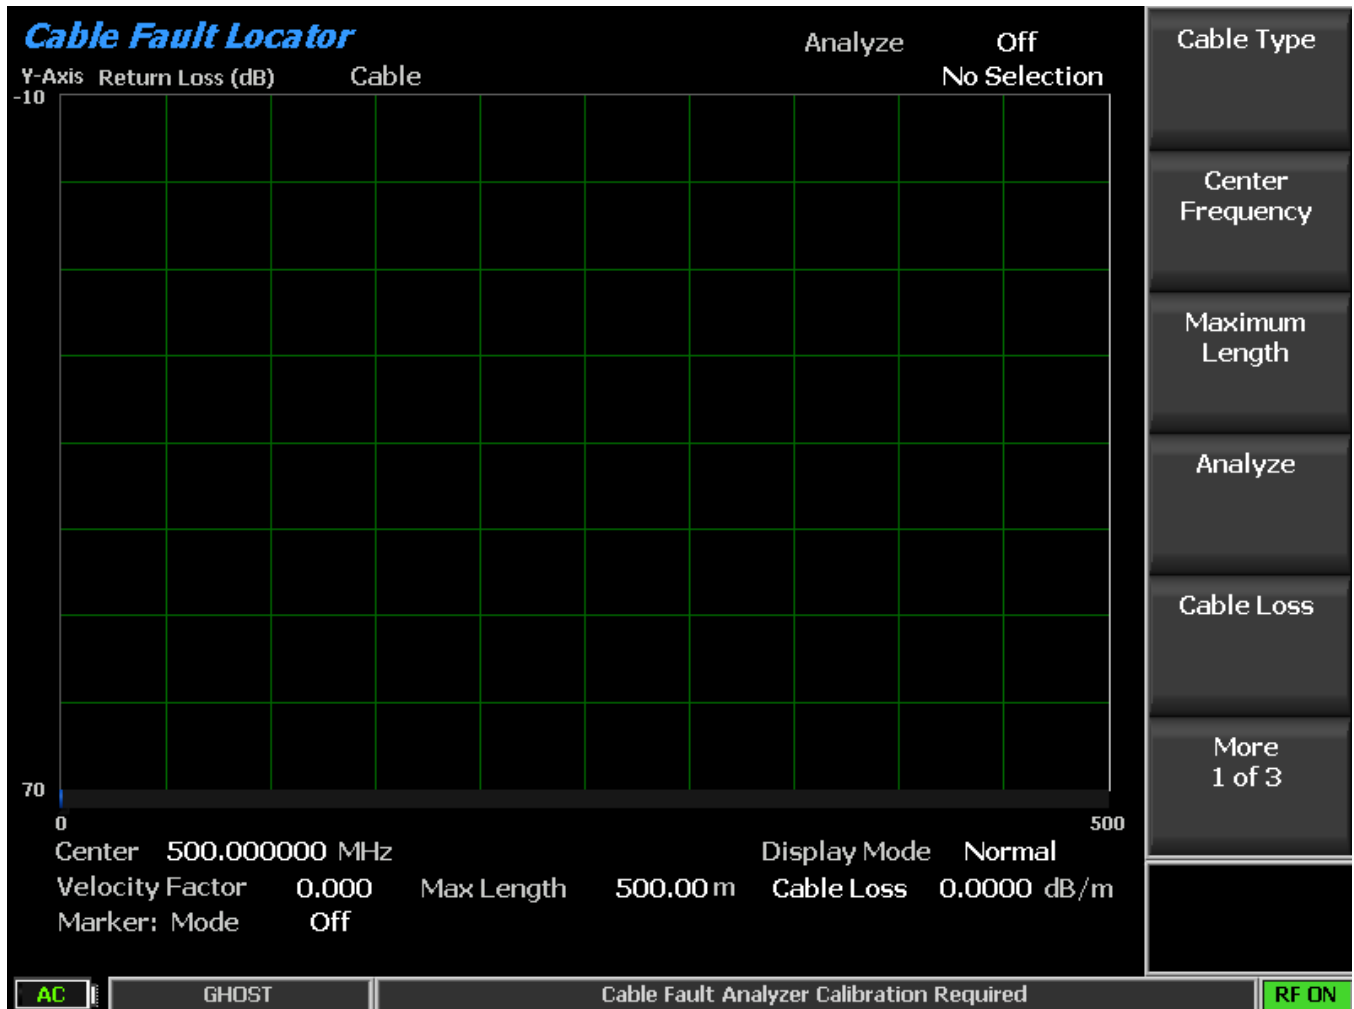 Cable Fault Locator
Analyze Off
Y-Axis Return Loss (dB) Cable No Selection
-10
70
0 500
Center 500.000000 MHz Display Mode Normal
Velocity Factor 0.000 Max Length 500.00 m Cable Loss 0.0000 dB/m
Marker: Mode Off
Cable Type
Center
Frequency
Maximum
Length
Analyze
Cable Loss
More
1 of 3
AC GHOST Cable Fault Analyzer Calibration Required RF ON